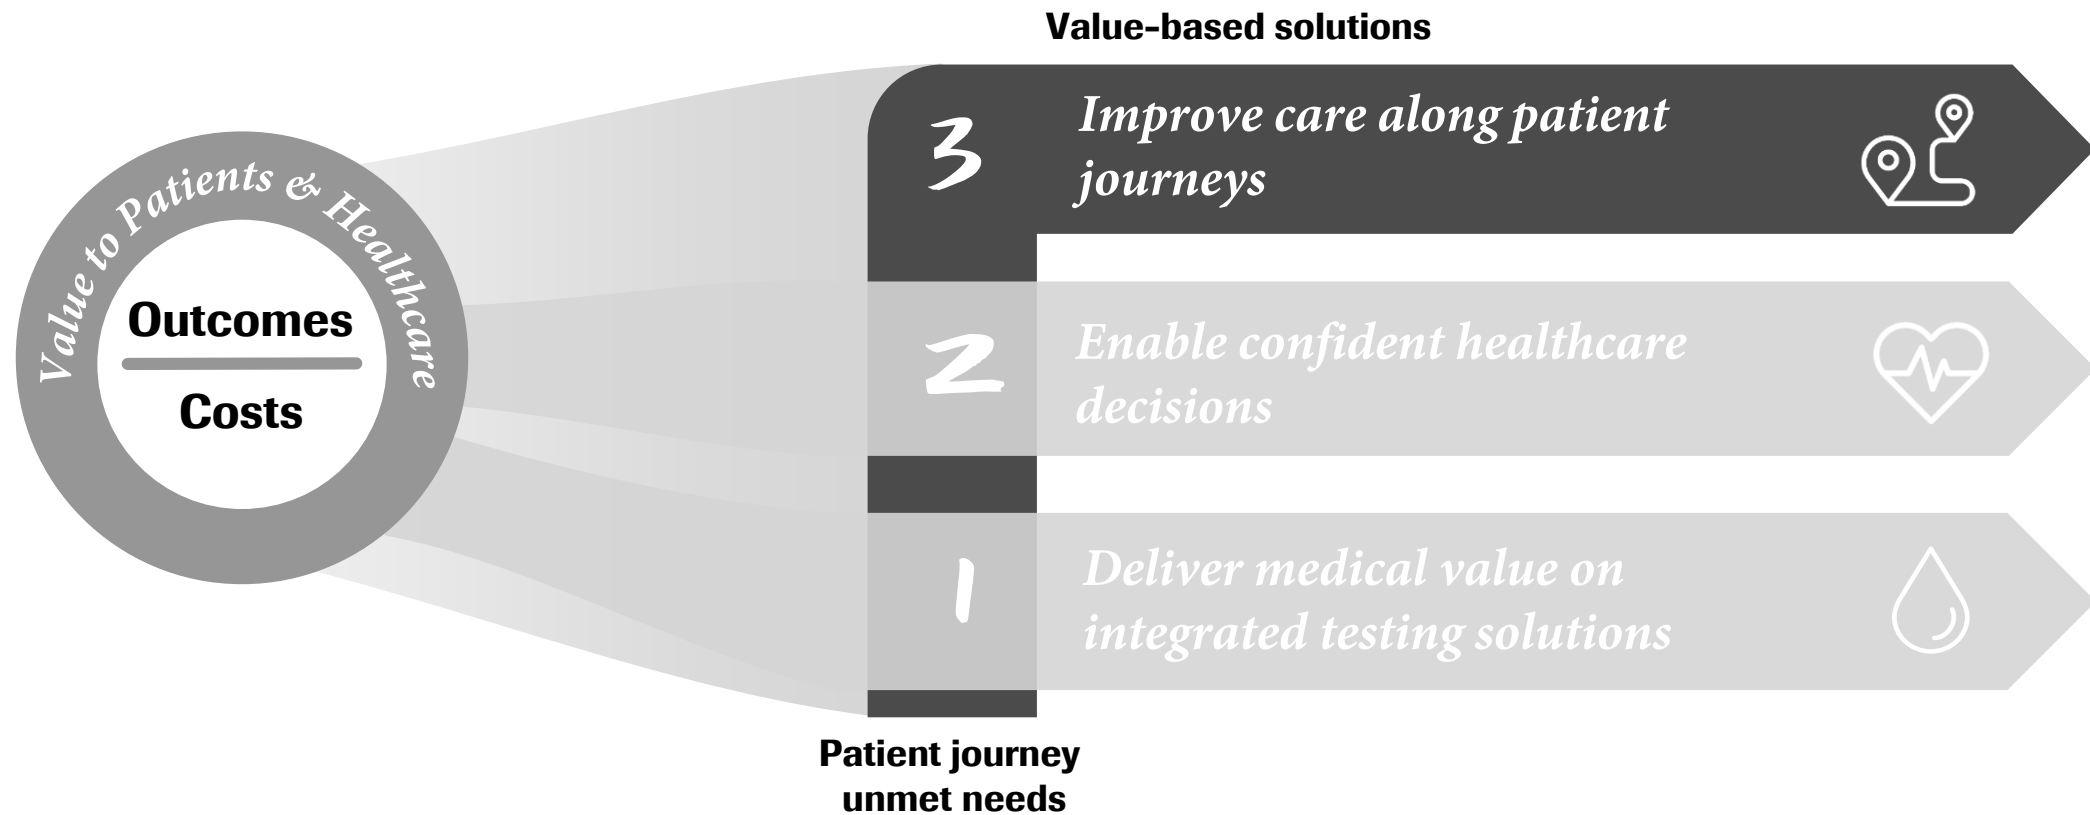 Value-based solutions
Value to Patients & Healthcare
Outcomes
Costs
3
Improve care along patient
journeys
2
Enable confident healthcare
decisions
1
Deliver medical value on
integrated testing solutions
Patient journey
unmet needs